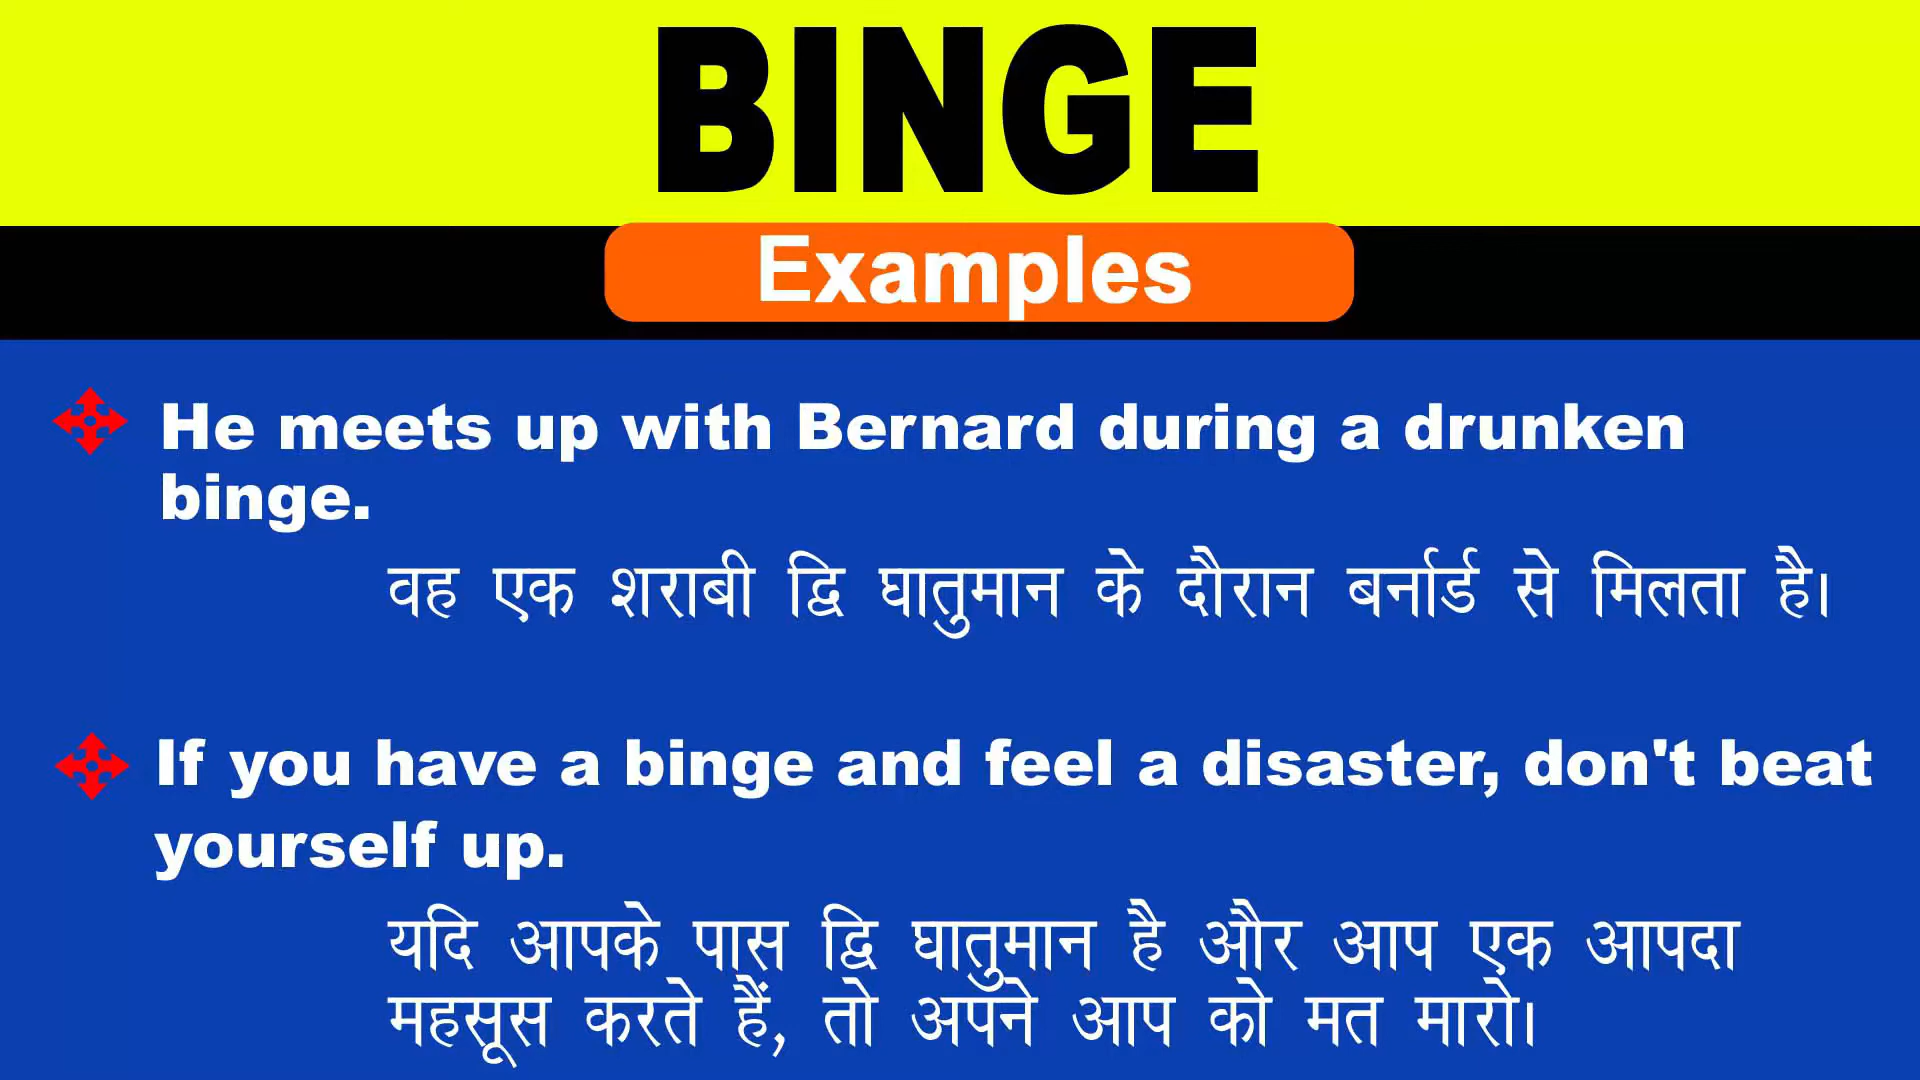 BINGE
Examples
He meets up with Bernard during a drunken
binge.
वह एक शराबी द्वि घातुमान के दौरान बर्नार्ड से मिलता है।
If you have a binge and feel a disaster, don't beat
yourself up.
यदि आपके पास द्वि घातुमान है और आप एक आपदा
महसूस करते हैं, तो अपने आप को मत मारो।